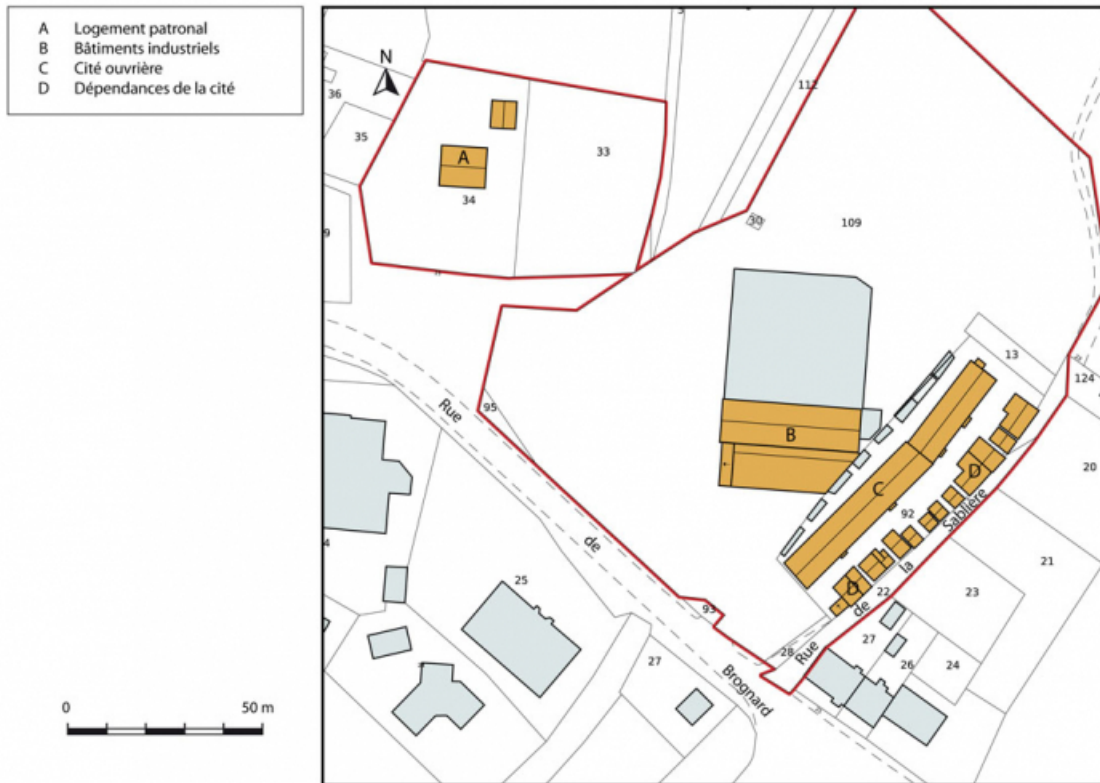 A Logement patronal
B Bâtiments industriels
C Cité ouvrière
D Dépendances de la cité
N
36
35
A
33
34
112
39
109
9
95
Rue
B
13
124
D
C
92
20
Sablière
de
la
21
D
22
de
23
25
93
27
28
Rue
26
24
27
Brognard
4
0 50 m